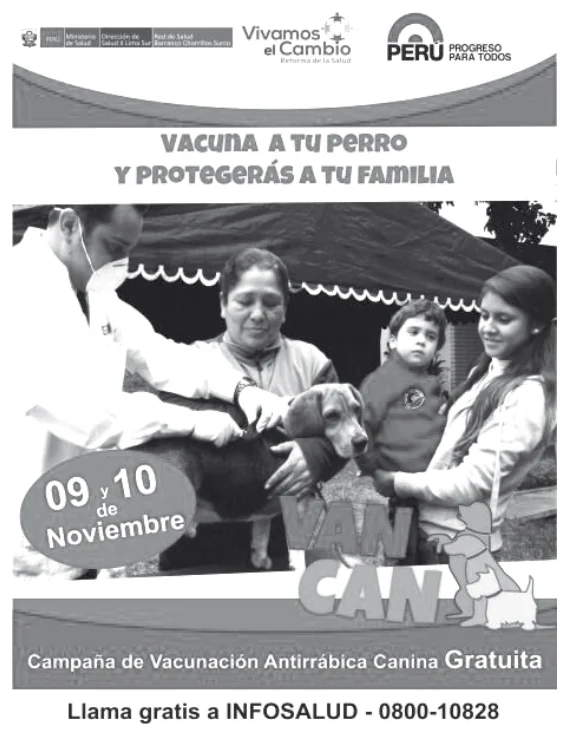 PERÚ Ministerio de Salud Dirección de Salud II Lima Sur Red de Salud Barranco Chorrillos Surco
Vivamos
el Cambio
Reforma de la Salud
PERÚ PROGRESO
PARA TODOS
VACUNA A TU PERRO
Y PROTEGERÁS A TU FAMILIA
09 y 10
de
Noviembre
VAN
CAN
Campaña de Vacunación Antirrábica Canina Gratuita
Llama gratis a INFOSALUD - 0800-10828